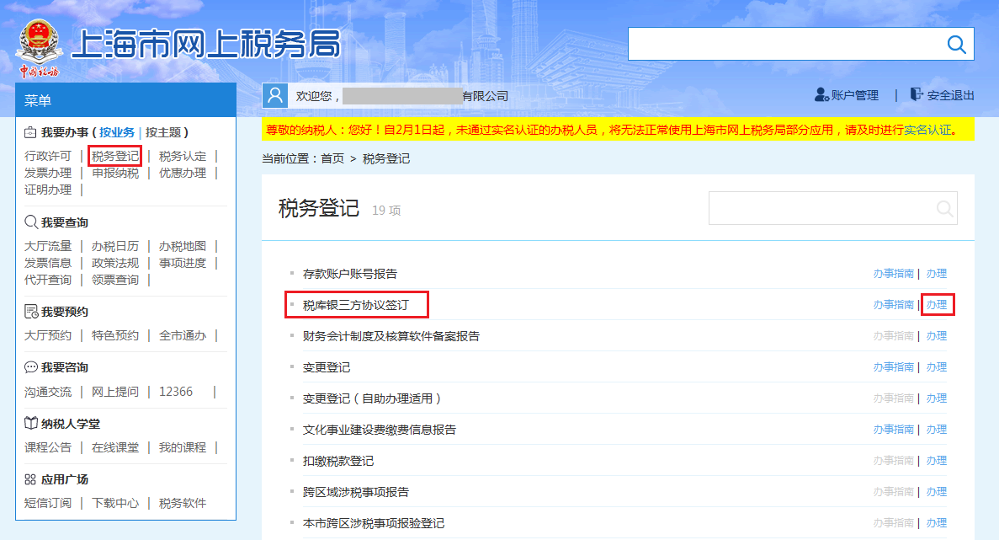 上海市网上税务局
中国税务
欢迎您， 有限公司
账户管理 | 安全退出
菜单
我要办事 ( 按业务 | 按主题 )
行政许可 | 税务登记 | 税务认定 |
发票办理 | 申报纳税 | 优惠办理 |
证明办理 |
我要查询
大厅流量 | 办税日历 | 办税地图 |
发票信息 | 政策法规 | 事项进度 |
代开查询 | 领票查询 |
我要预约
大厅预约 | 特色预约 | 全市通办 |
我要咨询
沟通交流 | 网上提问 | 12366 |
纳税人学堂
课程公告 | 在线课堂 | 我的课程 |
应用广场
短信订阅 | 下载中心 | 税务软件
尊敬的纳税人：您好！自2月1日起，未通过实名认证的办税人员，将无法正常使用上海市网上税务局部分应用，请及时进行实名认证。
当前位置：首页 > 税务登记
税务登记 19 项
存款账户账号报告 办事指南 | 办理
税库银三方协议签订 办事指南 | 办理
财务会计制度及核算软件备案报告 办事指南 | 办理
变更登记 办事指南 | 办理
变更登记（自助办理适用） 办事指南 | 办理
文化事业建设费缴费信息报告 办事指南 | 办理
扣缴税款登记 办事指南 | 办理
跨区域涉税事项报告 办事指南 | 办理
本市跨区涉税事项报验登记 办事指南 | 办理